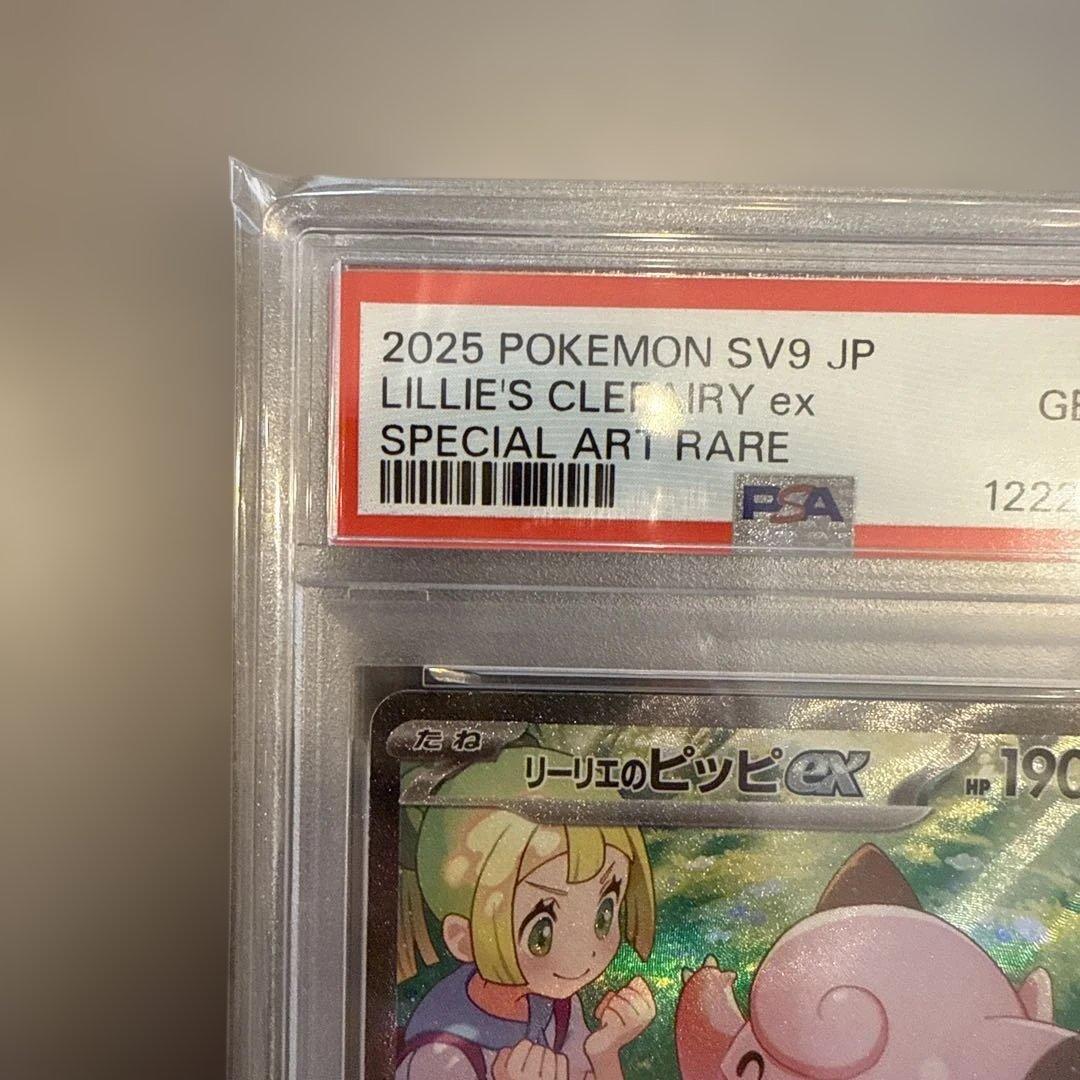 2025 POKEMON SV9 JP
LILLIE'S CLEFAIRY ex
SPECIAL ART RARE
PSA
たね
リーリエのピッピex
HP 190